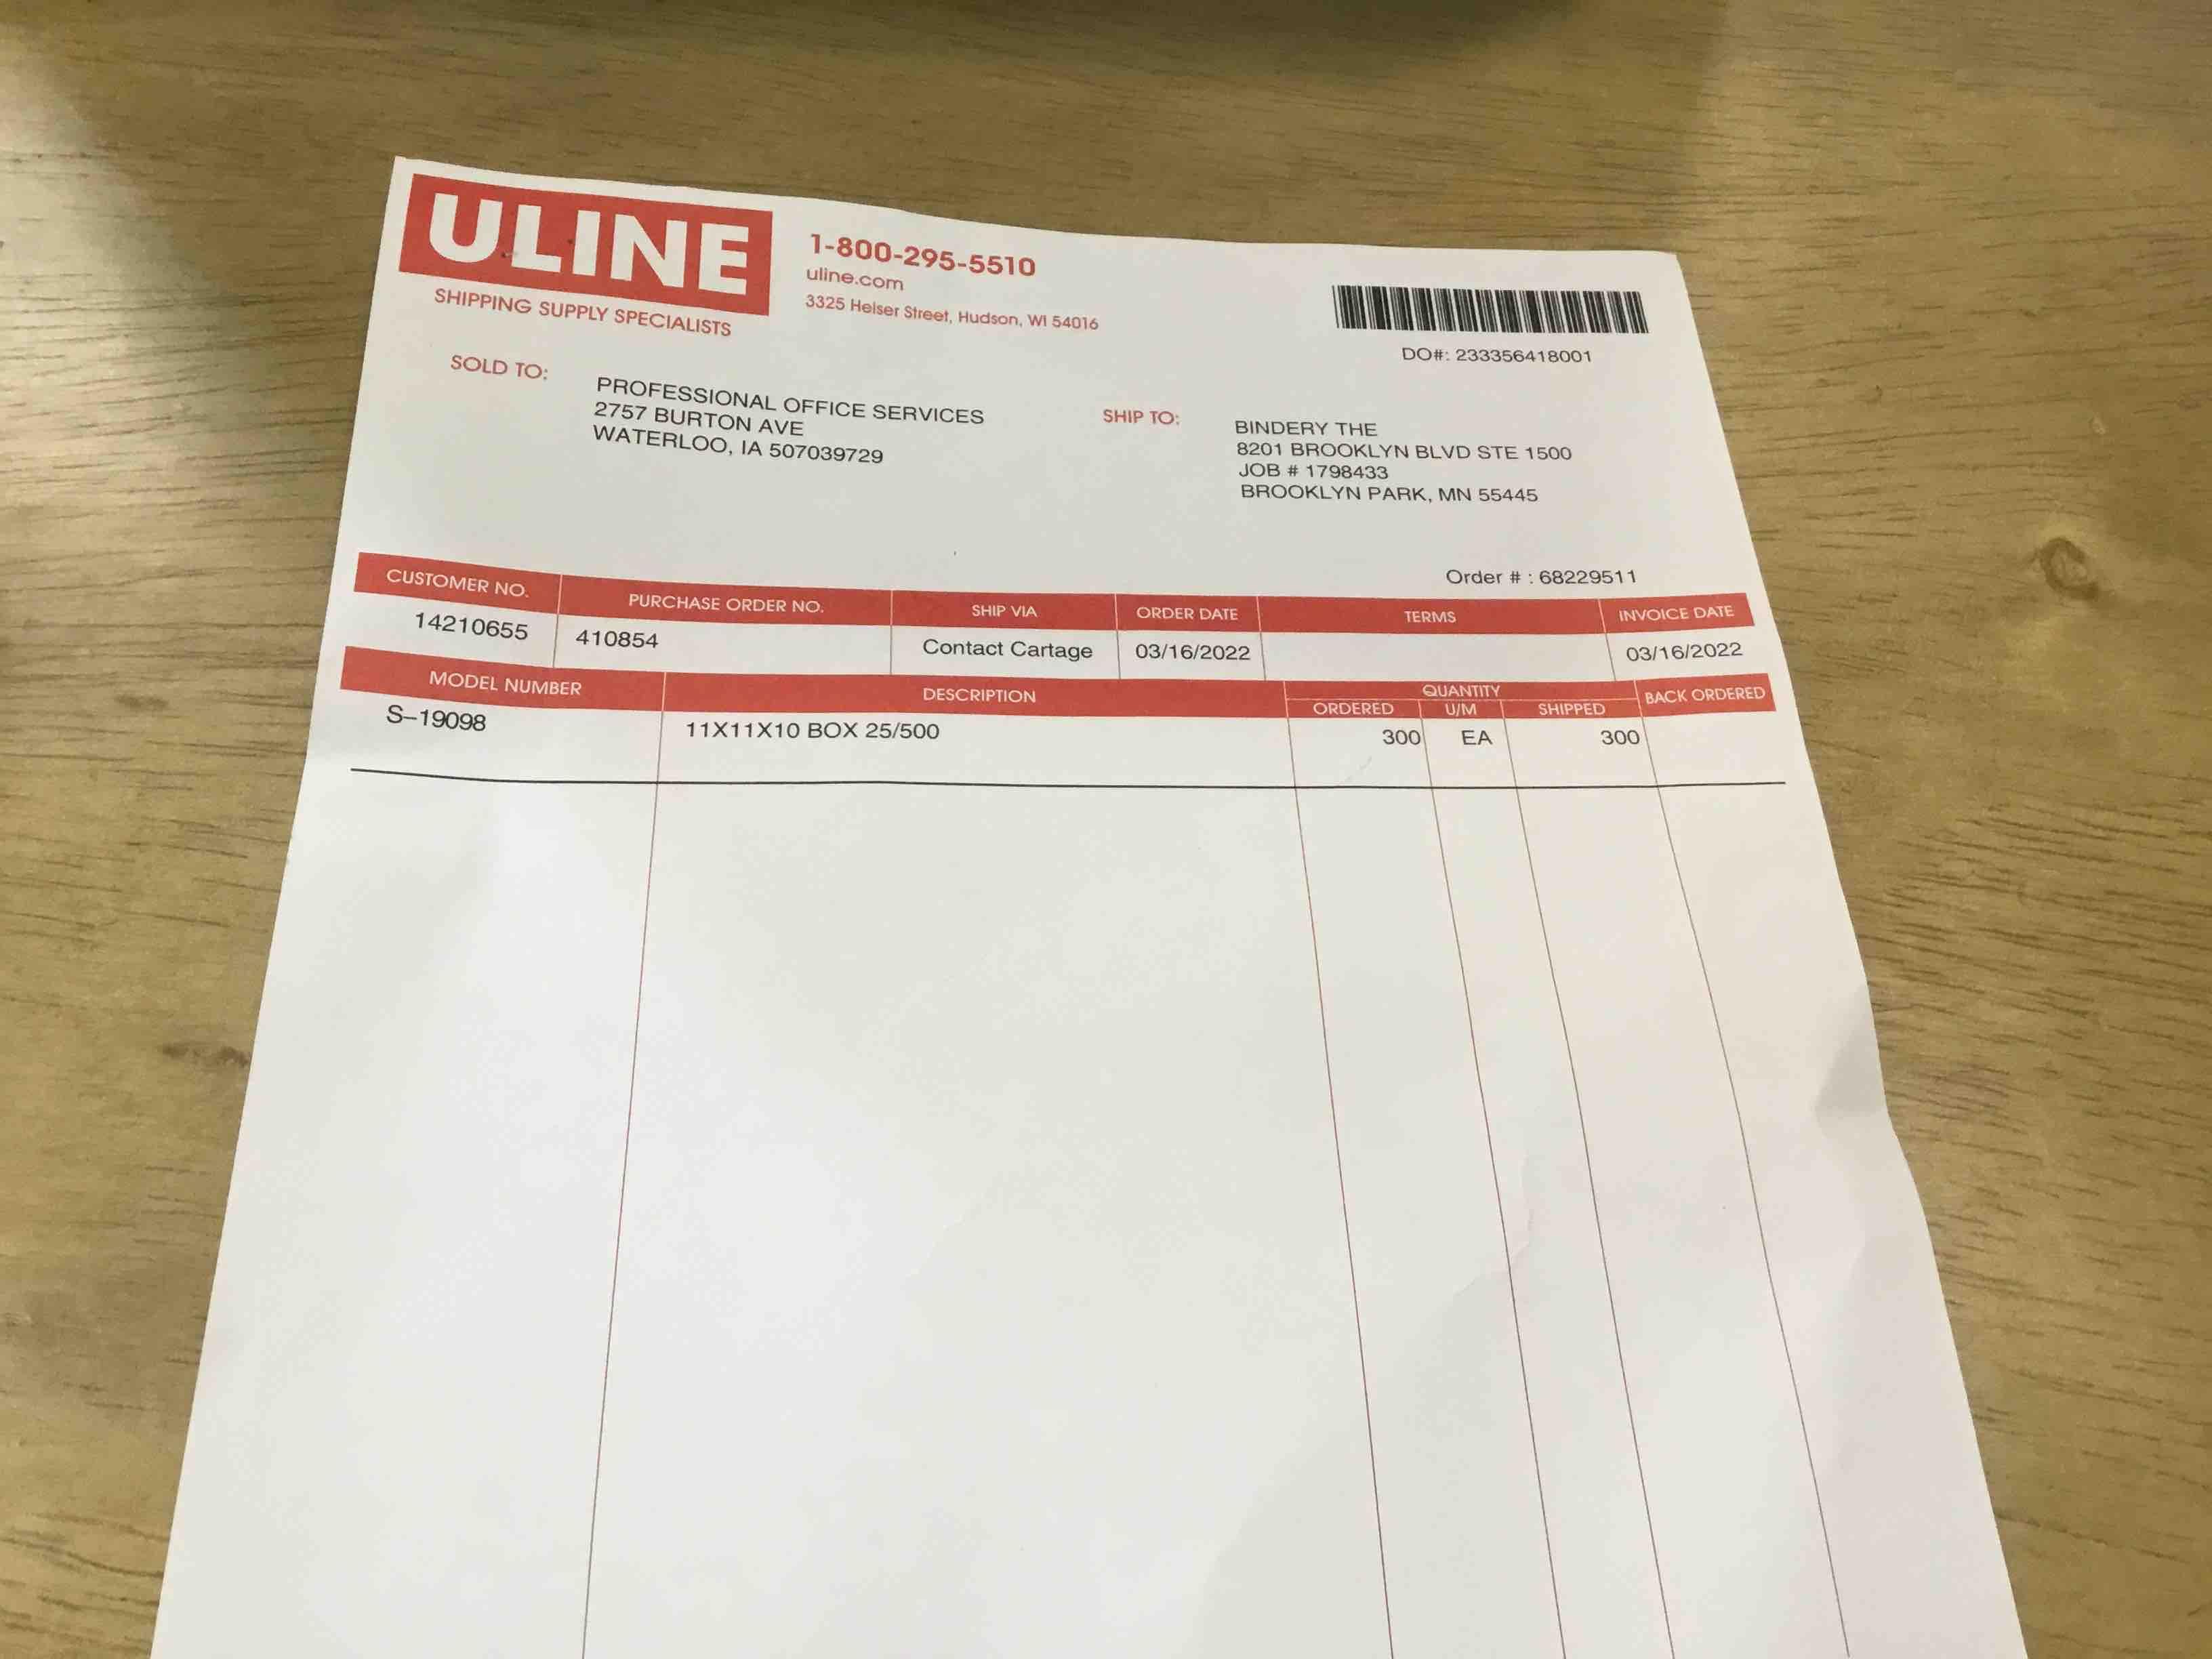 ULINE
SHIPPING SUPPLY SPECIALISTS
1-800-295-5510
uline.com
3325 Heiser Street, Hudson, WI 54016
DO#: 233356418001
SOLD TO:
PROFESSIONAL OFFICE SERVICES
2757 BURTON AVE
WATERLOO, IA 507039729
SHIP TO:
BINDERY THE
8201 BROOKLYN BLVD STE 1500
JOB # 1798433
BROOKLYN PARK, MN 55445
Order # : 68229511
CUSTOMER NO. PURCHASE ORDER NO. SHIP VIA ORDER DATE TERMS INVOICE DATE
14210655 410854 Contact Cartage 03/16/2022 03/16/2022
MODEL NUMBER DESCRIPTION QUANTITY BACK ORDERED
ORDERED U/M SHIPPED
S-19098 11X11X10 BOX 25/500 300 EA 300